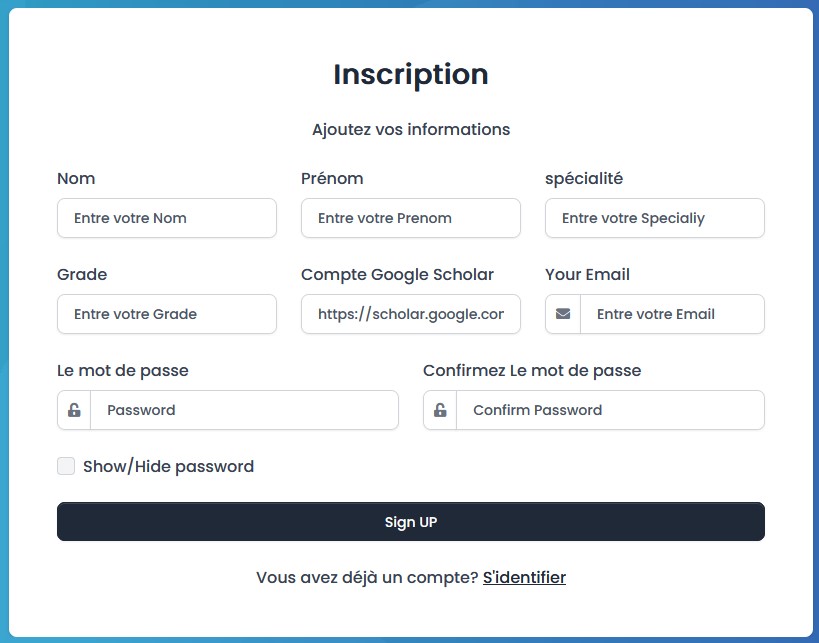 Inscription
Ajoutez vos informations
Nom
Prénom
spécialité
Entre votre Nom
Entre votre Prenom
Entre votre Specialiy
Grade
Compte Google Scholar
Your Email
Entre votre Grade
https://scholar.google.cor
Entre votre Email
Le mot de passe
Confirmez Le mot de passe
Password
Confirm Password
Show/Hide password
Sign UP
Vous avez déjà un compte? S'identifier